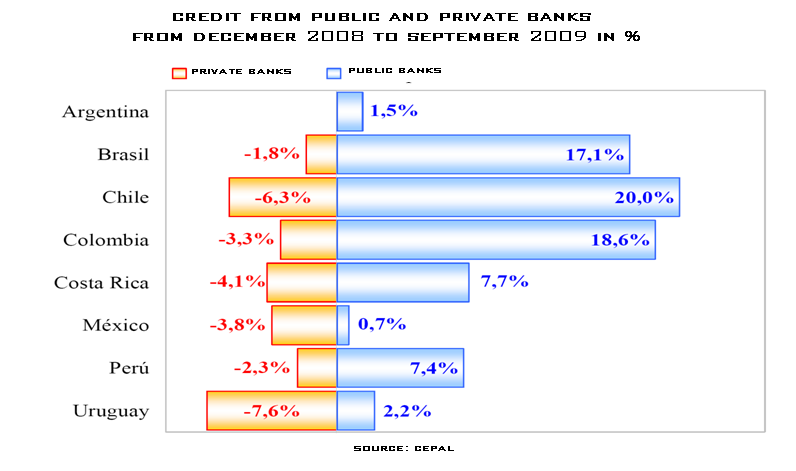 CREDIT FROM PUBLIC AND PRIVATE BANKS
FROM DECEMBER 2008 TO SEPTEMBER 2009 IN %
PRIVATE BANKS PUBLIC BANKS
Argentina 1,5%
Brasil -1,8% 17,1%
Chile -6,3% 20,0%
Colombia -3,3% 18,6%
Costa Rica -4,1% 7,7%
México -3,8% 0,7%
Perú -2,3% 7,4%
Uruguay -7,6% 2,2%
SOURCE: CEPAL